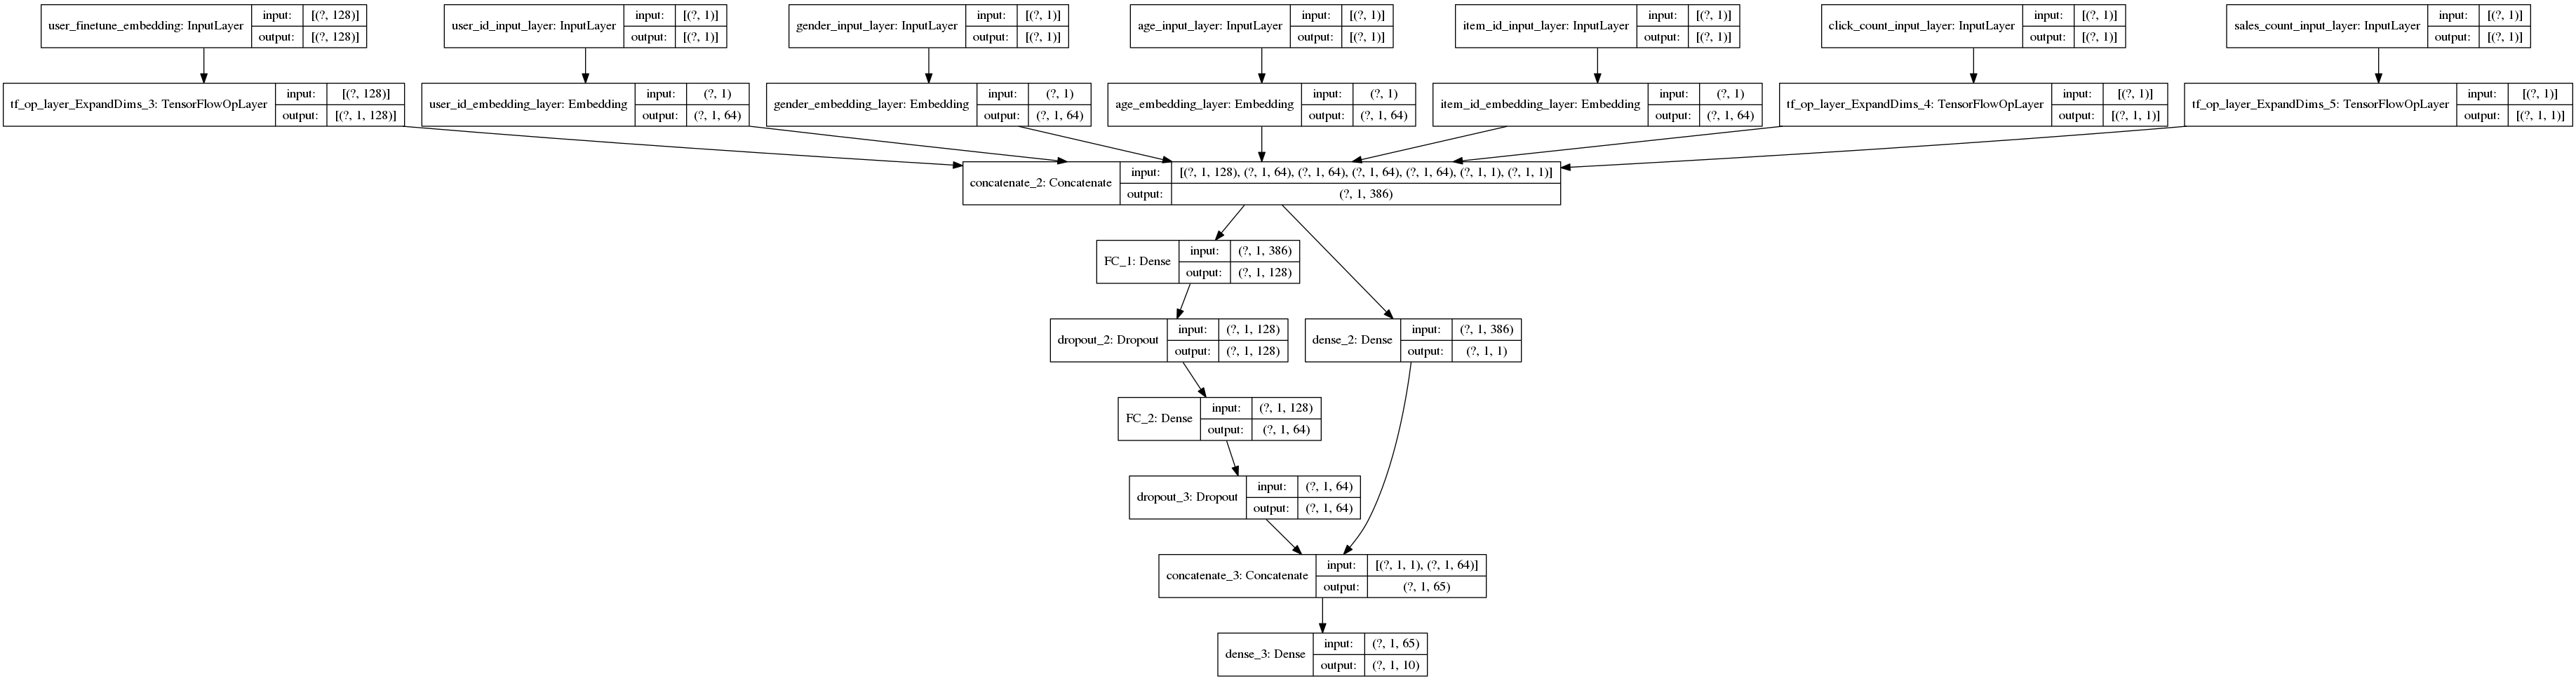 user_finetune_embedding: InputLayer input: [(?, 128)] output: [(?, 128)]
user_id_input_layer: InputLayer input: [(?, 1)] output: [(?, 1)]
gender_input_layer: InputLayer input: [(?, 1)] output: [(?, 1)]
age_input_layer: InputLayer input: [(?, 1)] output: [(?, 1)]
item_id_input_layer: InputLayer input: [(?, 1)] output: [(?, 1)]
click_count_input_layer: InputLayer input: [(?, 1)] output: [(?, 1)]
sales_count_input_layer: InputLayer input: [(?, 1)] output: [(?, 1)]
tf_op_layer_ExpandDims_3: TensorFlowOpLayer input: [(?, 128)] output: [(?, 1, 128)]
user_id_embedding_layer: Embedding input: (?, 1) output: (?, 1, 64)
gender_embedding_layer: Embedding input: (?, 1) output: (?, 1, 64)
age_embedding_layer: Embedding input: (?, 1) output: (?, 1, 64)
item_id_embedding_layer: Embedding input: (?, 1) output: (?, 1, 64)
tf_op_layer_ExpandDims_4: TensorFlowOpLayer input: [(?, 1)] output: [(?, 1, 1)]
tf_op_layer_ExpandDims_5: TensorFlowOpLayer input: [(?, 1)] output: [(?, 1, 1)]
concatenate_2: Concatenate input: [(?, 1, 128), (?, 1, 64), (?, 1, 64), (?, 1, 64), (?, 1, 64), (?, 1, 1), (?, 1, 1)] output: (?, 1, 386)
FC_1: Dense input: (?, 1, 386) output: (?, 1, 128)
dropout_2: Dropout input: (?, 1, 128) output: (?, 1, 128)
dense_2: Dense input: (?, 1, 386) output: (?, 1, 1)
FC_2: Dense input: (?, 1, 128) output: (?, 1, 64)
dropout_3: Dropout input: (?, 1, 64) output: (?, 1, 64)
concatenate_3: Concatenate input: [(?, 1, 1), (?, 1, 64)] output: (?, 1, 65)
dense_3: Dense input: (?, 1, 65) output: (?, 1, 10)